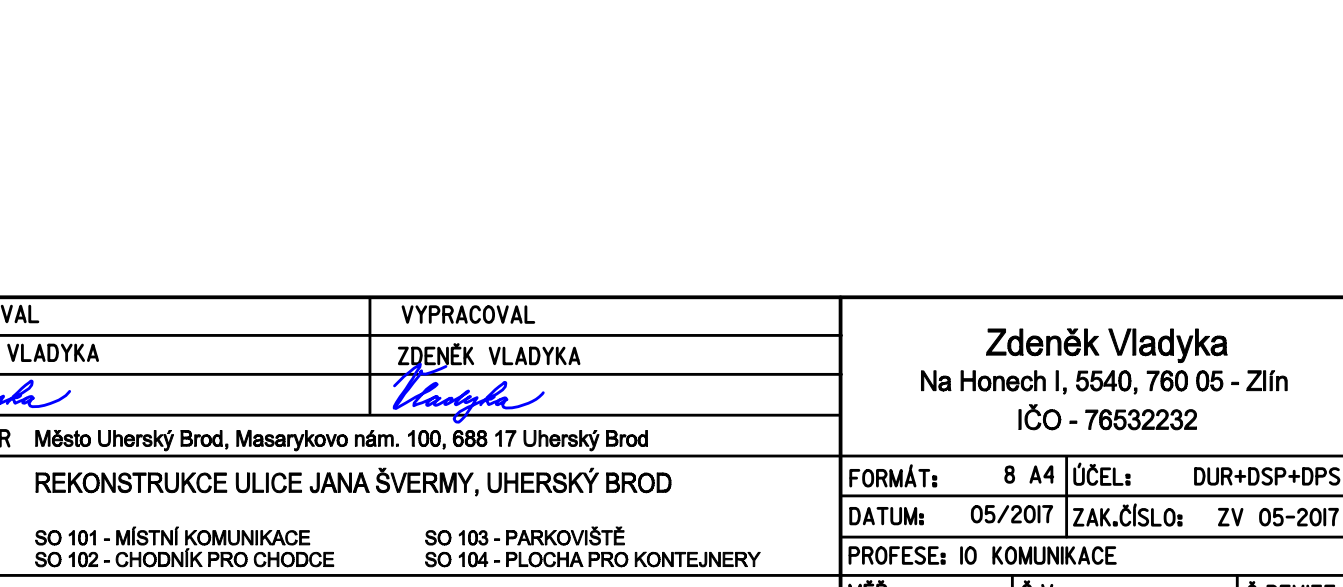 VAL
VYPRACOVAL
VLADYKA
ZDENĚK VLADYKA
Vladyka
R Město Uherský Brod, Masarykovo nám. 100, 688 17 Uherský Brod
REKONSTRUKCE ULICE JANA ŠVERMY, UHERSKÝ BROD
SO 101 - MÍSTNÍ KOMUNIKACE
SO 103 - PARKOVIŠTĚ
SO 102 - CHODNÍK PRO CHODCE
SO 104 - PLOCHA PRO KONTEJNERY
Zdeněk Vladyka
Na Honech I, 5540, 760 05 - Zlín
IČO - 76532232
FORMÁT: 8 A4 ÚČEL: DUR+DSP+DPS
DATUM: 05/2017 ZAK.ČÍSLO: ZV 05-2017
PROFESE: IO KOMUNIKACE